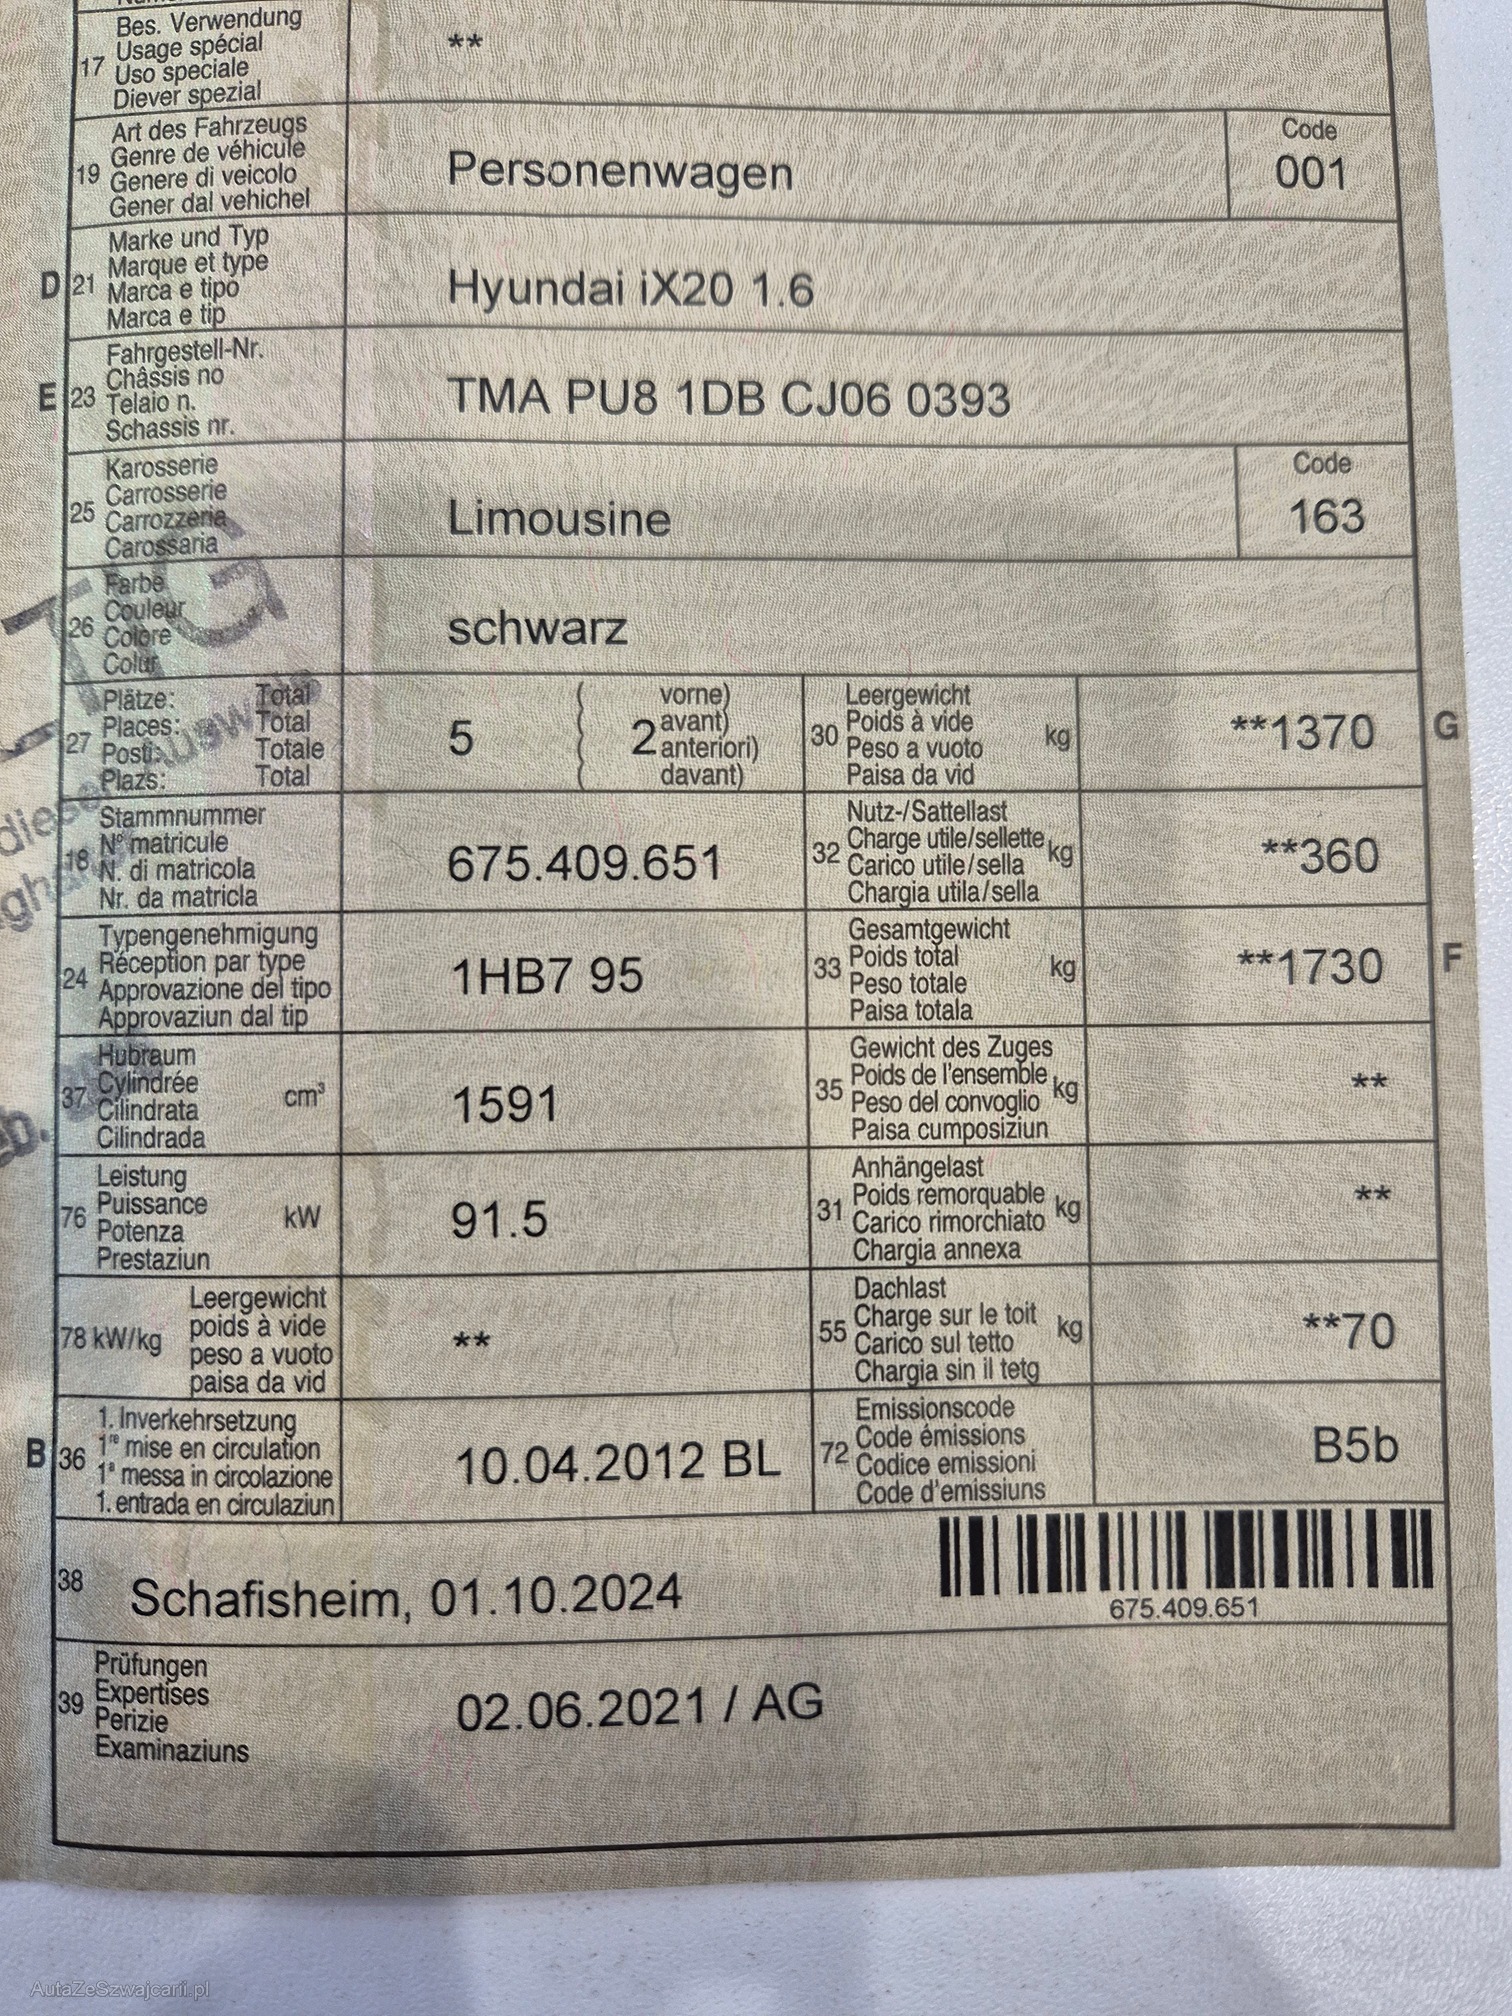 17 Bes. Verwendung
Usage spécial
Uso speciale
Diever spezial
**
19 Art des Fahrzeugs
Genre de véhicule
Genere di veicolo
Gener dal vehichel
Personenwagen
Code
001
D 21 Marke und Typ
Marque et type
Marca e tipo
Marca e tip
Hyundai iX20 1.6
E 23 Fahrgestell-Nr.
Châssis no
Telaio n.
Schassis nr.
TMA PU8 1DB CJ06 0393
25 Karosserie
Carrosserie
Carrozzeria
Carossaria
Limousine
Code
163
26 Farbe
Couleur
Colore
Colur
schwarz
27 Plätze: Total
Places: Total
Posti: Totale
Plazs: Total
5 ( 2 vorne)
avant)
anteriori)
davant)
30 Leergewicht
Poids à vide
Peso a vuoto
Paisa da vid
kg
**1370 G
18 Stammnummer
N° matricule
N. di matricola
Nr. da matricla
675.409.651
32 Nutz-/Sattellast
Charge utile/sellette
Carico utile/sella
Chargia utila/sella
kg
**360
24 Typengenehmigung
Réception par type
Approvazione del tipo
Approvaziun dal tip
1HB7 95
33 Gesamtgewicht
Poids total
Peso totale
Paisa totala
kg
**1730 F
37 Hubraum
Cylindrée
Cilindrata
Cilindrada
cm³
1591
35 Gewicht des Zuges
Poids de l'ensemble
Peso del convoglio
Paisa cumposiziun
kg
**
76 Leistung
Puissance
Potenza
Prestaziun
kW
91.5
31 Anhängelast
Poids remorquable
Carico rimorchiato
Chargia annexa
kg
**
78 kW/kg Leergewicht
poids à vide
peso a vuoto
paisa da vid
**
55 Dachlast
Charge sur le toit
Carico sul tetto
Chargia sin il tetg
kg
**70
B 36 1. Inverkehrsetzung
1re mise en circulation
1a messa in circolazione
1. entrada en circulaziun
10.04.2012 BL
72 Emissionscode
Code émissions
Codice emissioni
Code d'emissiuns
B5b
38 Schafisheim, 01.10.2024
675.409.651
39 Prüfungen
Expertises
Perizie
Examinaziuns
02.06.2021 / AG
AutaZeSzwajcarii.pl